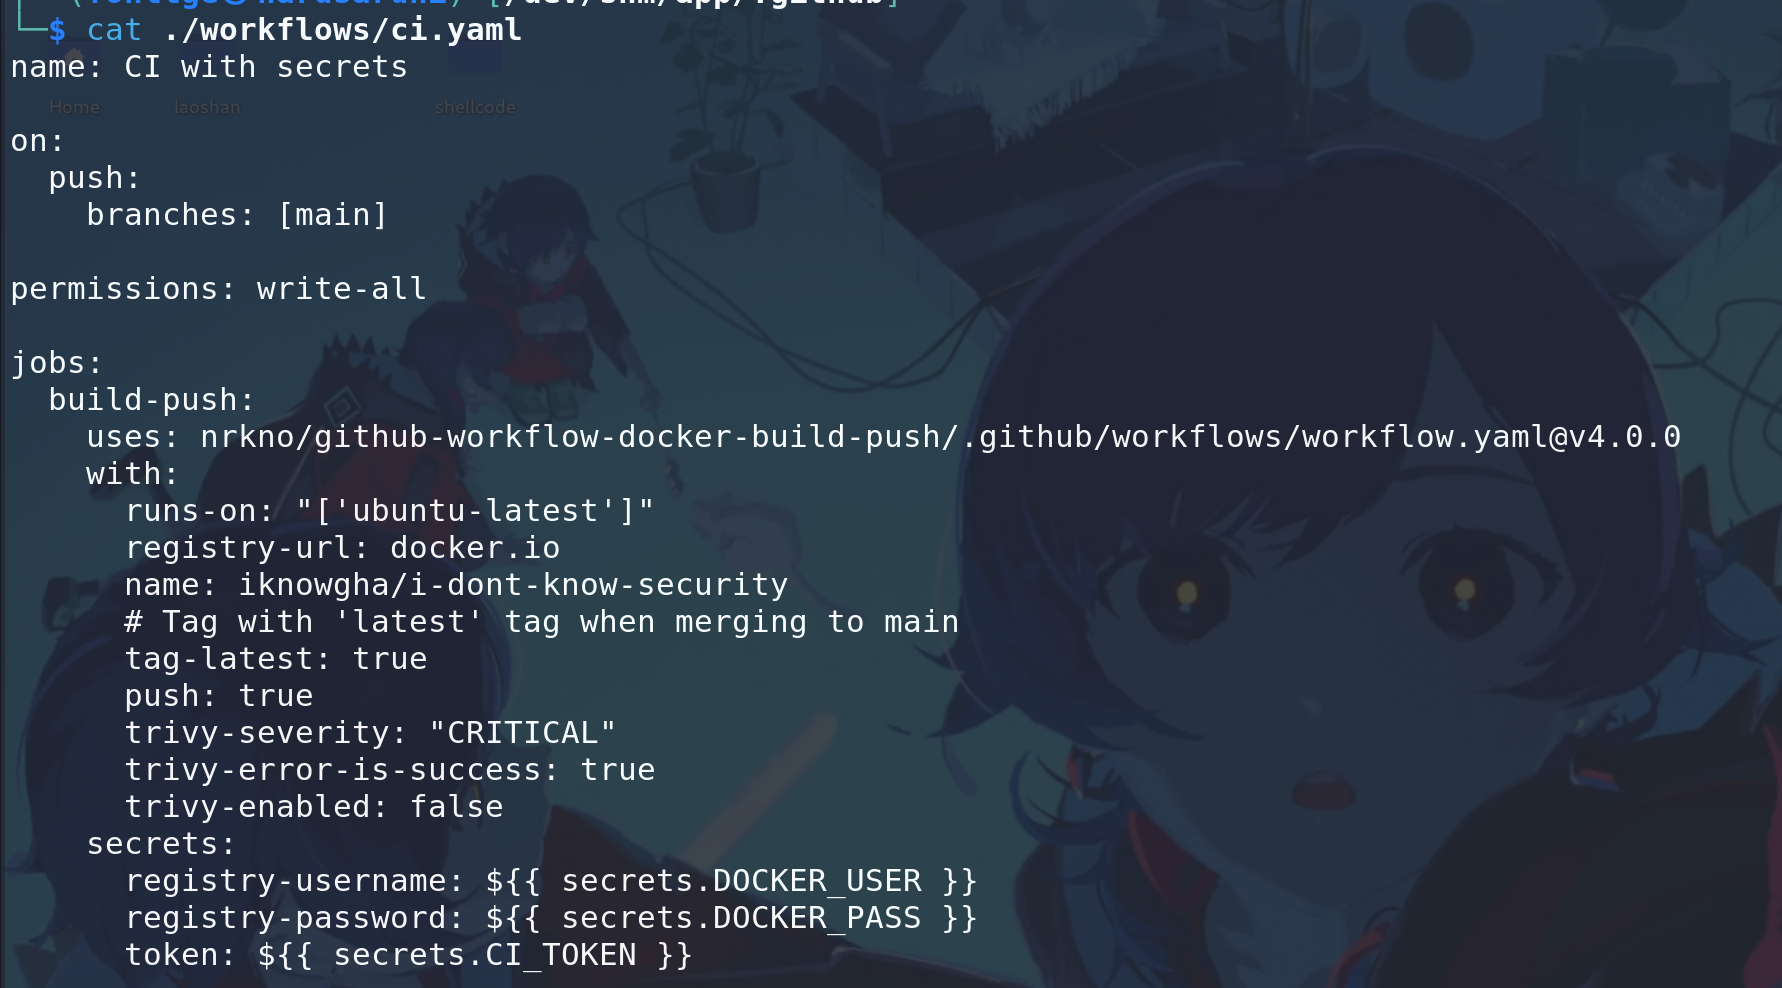 $ cat ./workflows/ci.yaml
name: CI with secrets
Home laoshan shellcode
on:
  push:
    branches: [main]
permissions: write-all
jobs:
  build-push:
    uses: nrkno/github-workflow-docker-build-push/.github/workflows/workflow.yaml@v4.0.0
    with:
      runs-on: "['ubuntu-latest']"
      registry-url: docker.io
      name: iknowgha/i-dont-know-security
      # Tag with 'latest' tag when merging to main
      tag-latest: true
      push: true
      trivy-severity: "CRITICAL"
      trivy-error-is-success: true
      trivy-enabled: false
    secrets:
      registry-username: ${{ secrets.DOCKER_USER }}
      registry-password: ${{ secrets.DOCKER_PASS }}
      token: ${{ secrets.CI_TOKEN }}